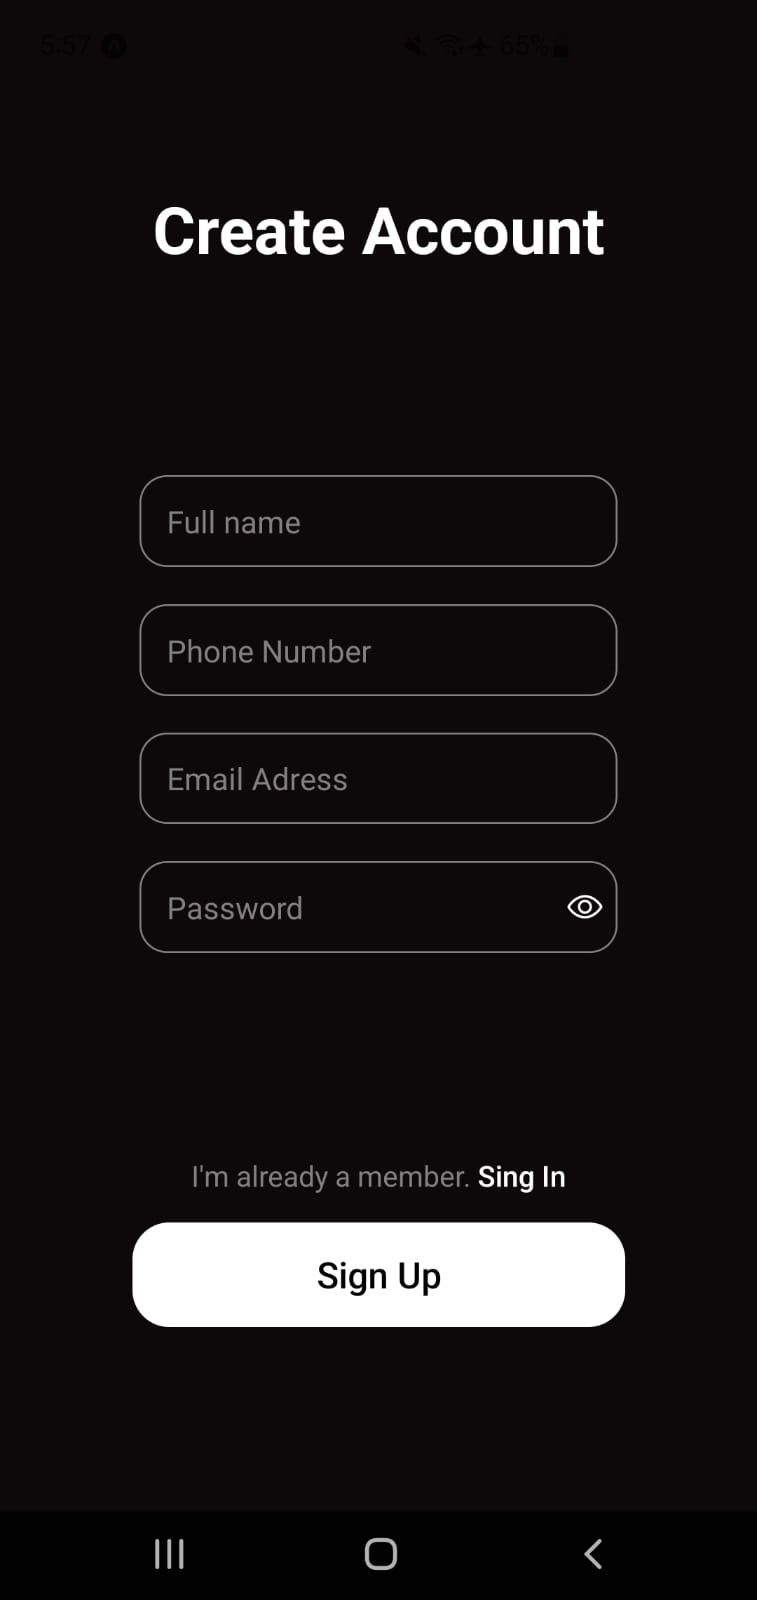 5:57 65%
Create Account
Full name
Phone Number
Email Adress
Password
I'm already a member. Sing In
Sign Up